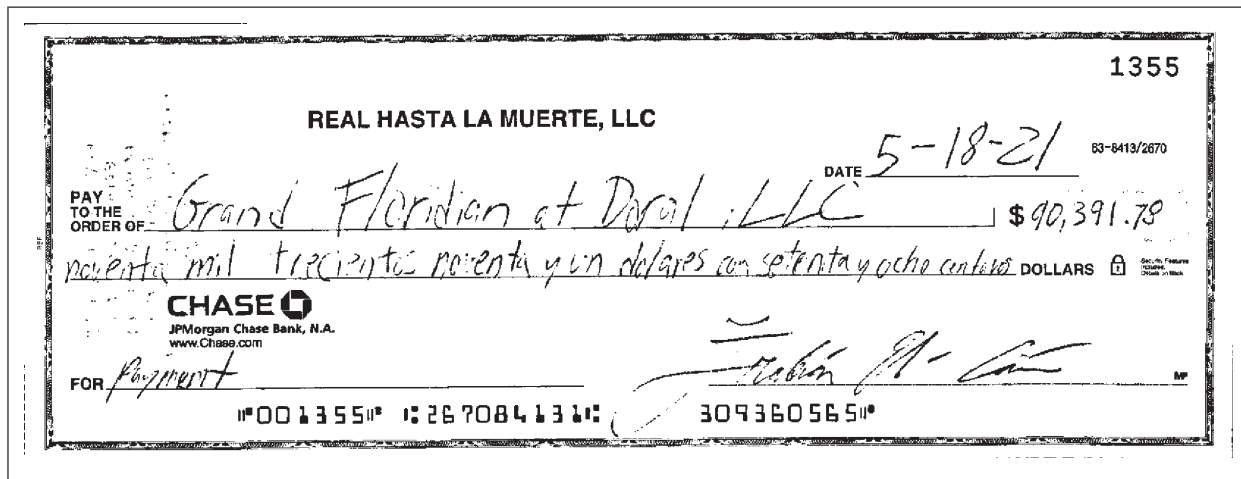 1355
REAL HASTA LA MUERTE, LLC
DATE 5-18-21 63-8413/2670
PAY TO THE ORDER OF Grand Floridian at Doral, LLC $ 90,391.78
noventa mil trecientos noventa y un dolares con setenta y ocho centavos DOLLARS
CHASE
JPMorgan Chase Bank, N.A.
www.Chase.com
FOR Payment MP
⑈001355⑈ ⑆267084131⑆ 309360565⑈